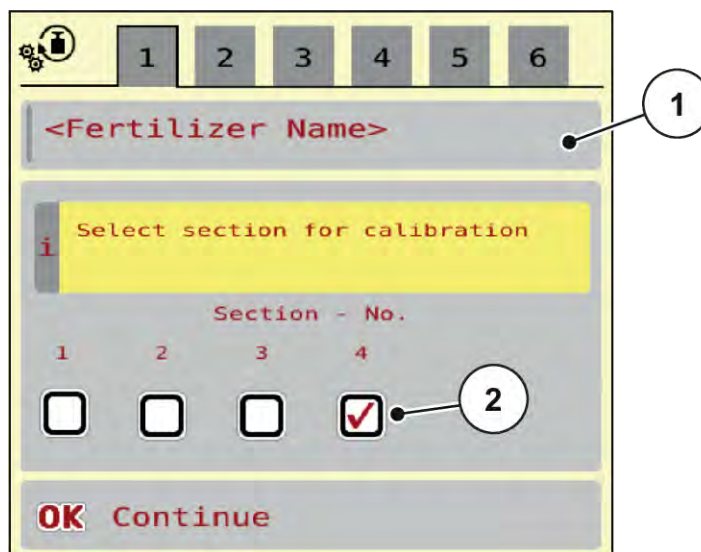 1 2 3 4 5 6
<Fertilizer Name>
1
i Select section for calibration
Section - No.
1 2 3 4
2
OK Continue